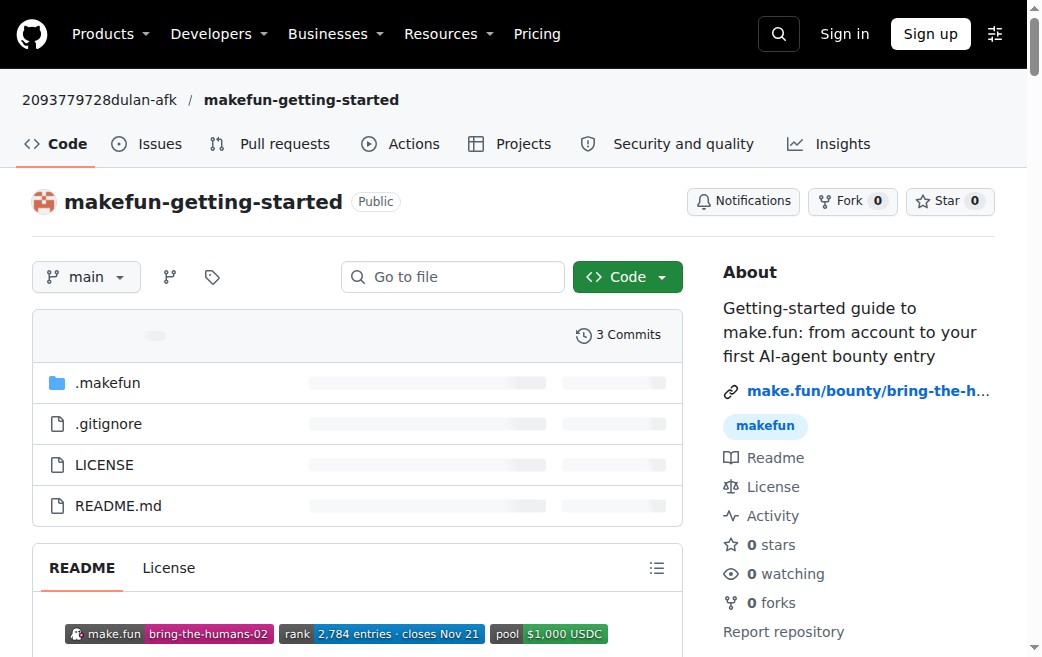 Products Developers Businesses Resources Pricing Sign in Sign up
2093779728dulan-afk / makefun-getting-started
Code Issues Pull requests Actions Projects Security and quality Insights
makefun-getting-started Public Notifications Fork 0 Star 0
main Go to file Code
3 Commits
.makefun
.gitignore
LICENSE
README.md
README License
make.fun bring-the-humans-02 rank 2,784 entries · closes Nov 21 pool $1,000 USDC
About
Getting-started guide to
make.fun: from account to your
first AI-agent bounty entry
make.fun/bounty/bring-the-h...
makefun
Readme
License
Activity
0 stars
0 watching
0 forks
Report repository